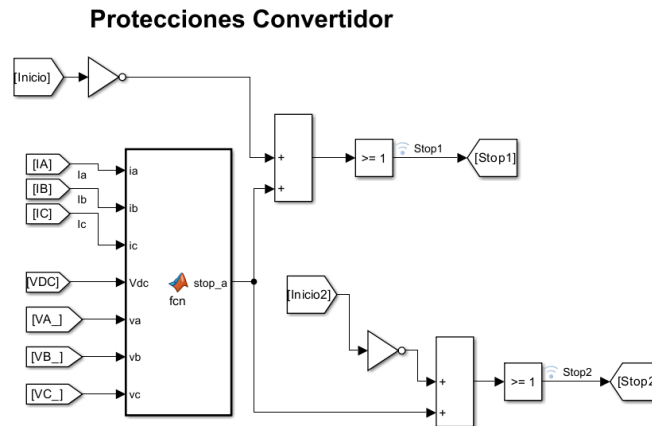 Protecciones Convertidor
[Inicio]
+
+
>= 1
Stop1
[Stop1]
[IA]
Ia
ia
[IB]
Ib
ib
[IC]
Ic
ic
[VDC]
Vdc
fcn
stop_a
[VA_]
va
[VB_]
vb
[VC_]
vc
[Inicio2]
+
+
>= 1
Stop2
[Stop2